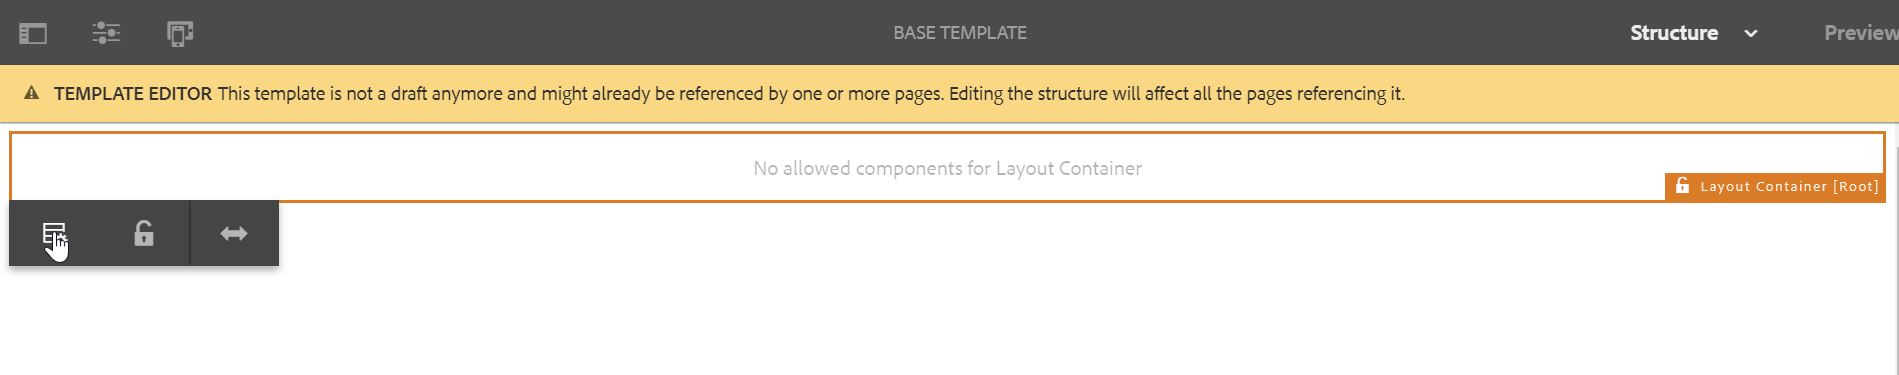 BASE TEMPLATE
Structure
Preview
TEMPLATE EDITOR This template is not a draft anymore and might already be referenced by one or more pages. Editing the structure will affect all the pages referencing it.
No allowed components for Layout Container
Layout Container [Root]